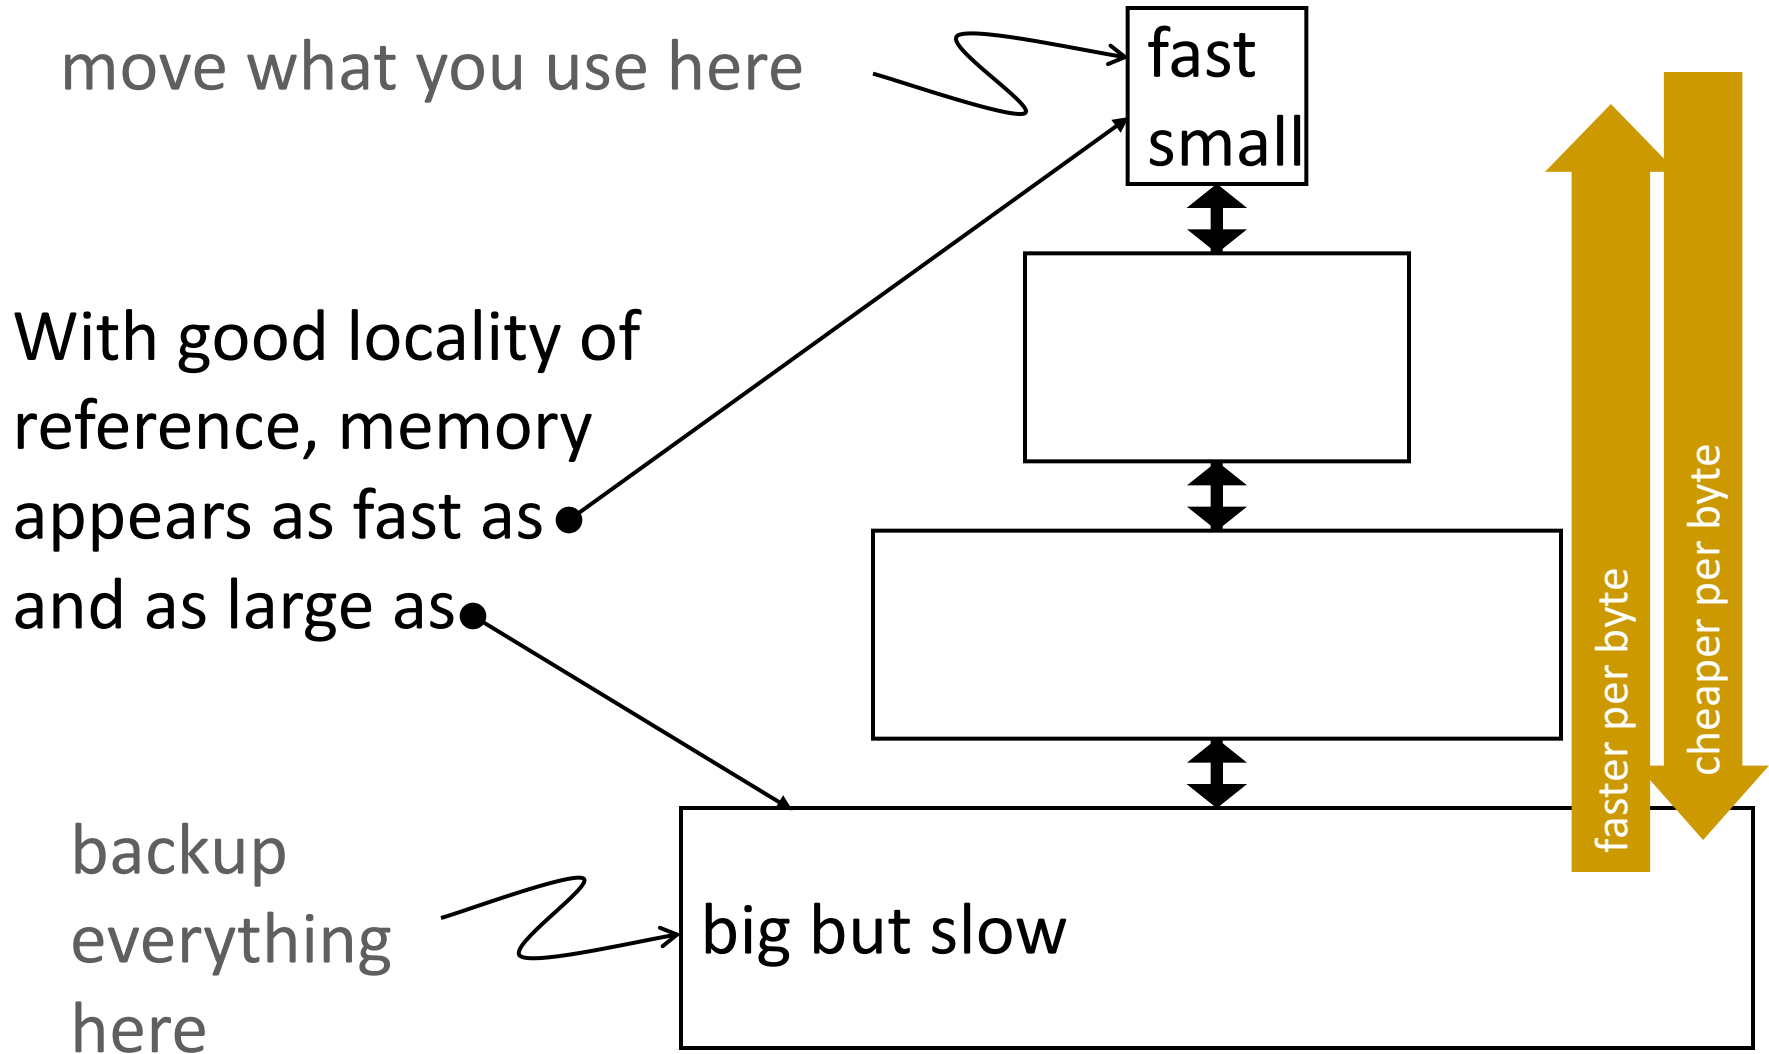 move what you use here
fast
small
With good locality of
reference, memory
appears as fast as
and as large as
faster per byte
cheaper per byte
backup
everything
here
big but slow